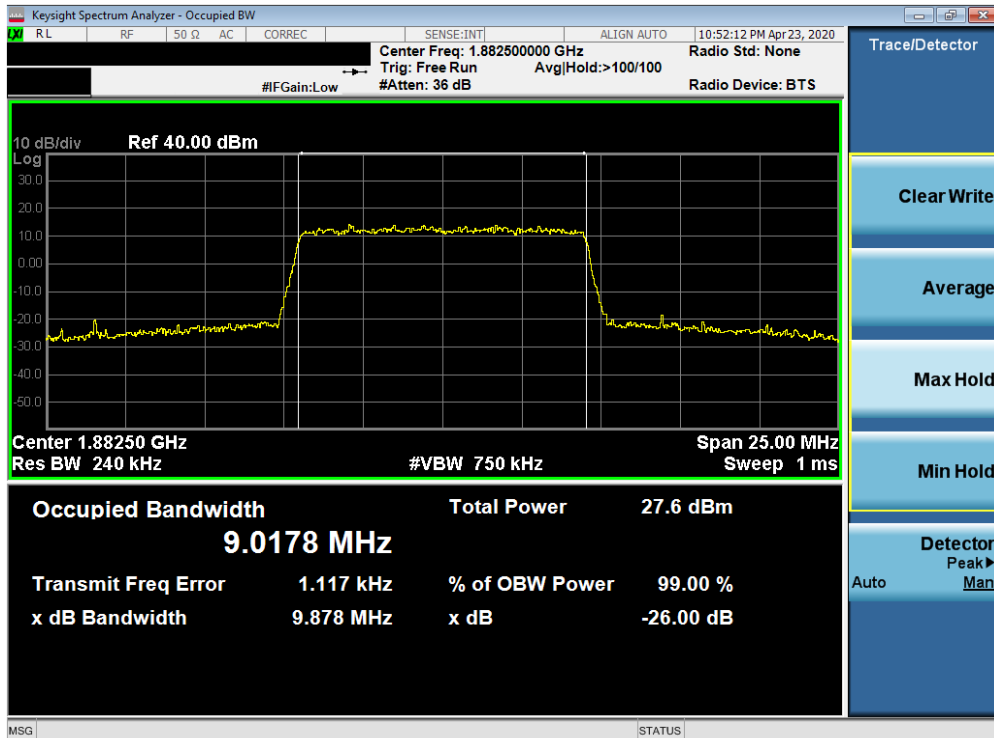 Keysight Spectrum Analyzer - Occupied BW
LXI RL RF 50 Ω AC CORREC SENSE:INT ALIGN AUTO 10:52:12 PM Apr 23, 2020
Center Freq: 1.882500000 GHz Radio Std: None
Trig: Free Run Avg|Hold:>100/100
#IFGain:Low #Atten: 36 dB Radio Device: BTS
10 dB/div Ref 40.00 dBm
Log
30.0
20.0
10.0
0.00
-10.0
-20.0
-30.0
-40.0
-50.0
Center 1.88250 GHz Span 25.00 MHz
Res BW 240 kHz #VBW 750 kHz Sweep 1 ms
Occupied Bandwidth Total Power 27.6 dBm
9.0178 MHz
Transmit Freq Error 1.117 kHz % of OBW Power 99.00 %
x dB Bandwidth 9.878 MHz x dB -26.00 dB
MSG STATUS
Trace/Detector
Clear Write
Average
Max Hold
Min Hold
Detector
Peak▶
Auto Man